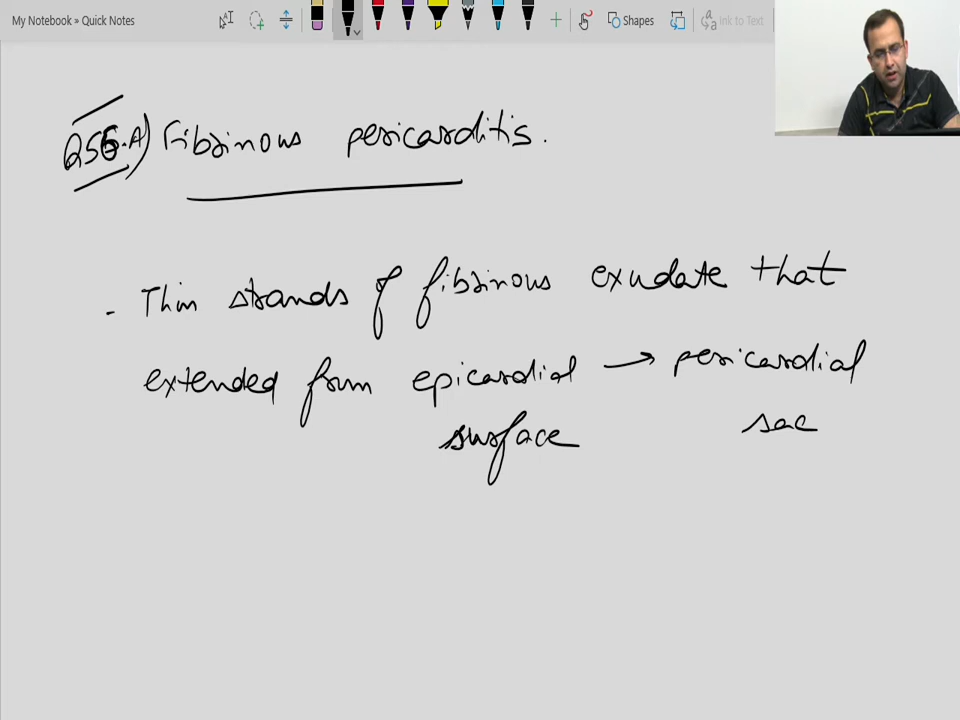 My Notebook » Quick Notes
Shapes
Ink to Text
Q56.A) Fibrinous pericarditis.
- Thin strands of fibrinous exudate that
extended from epicardial → pericardial
surface sac